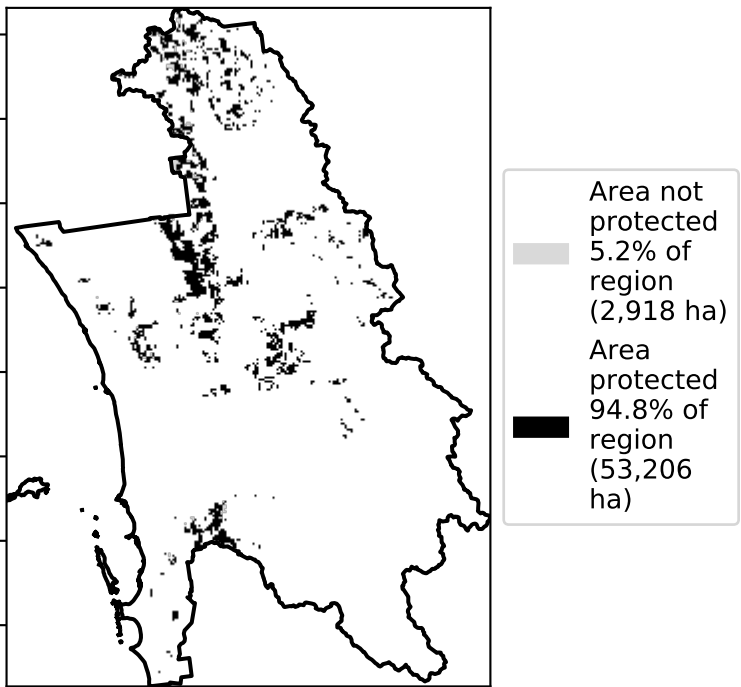 Area not
protected
5.2% of
region
(2,918 ha)
Area
protected
94.8% of
region
(53,206
ha)